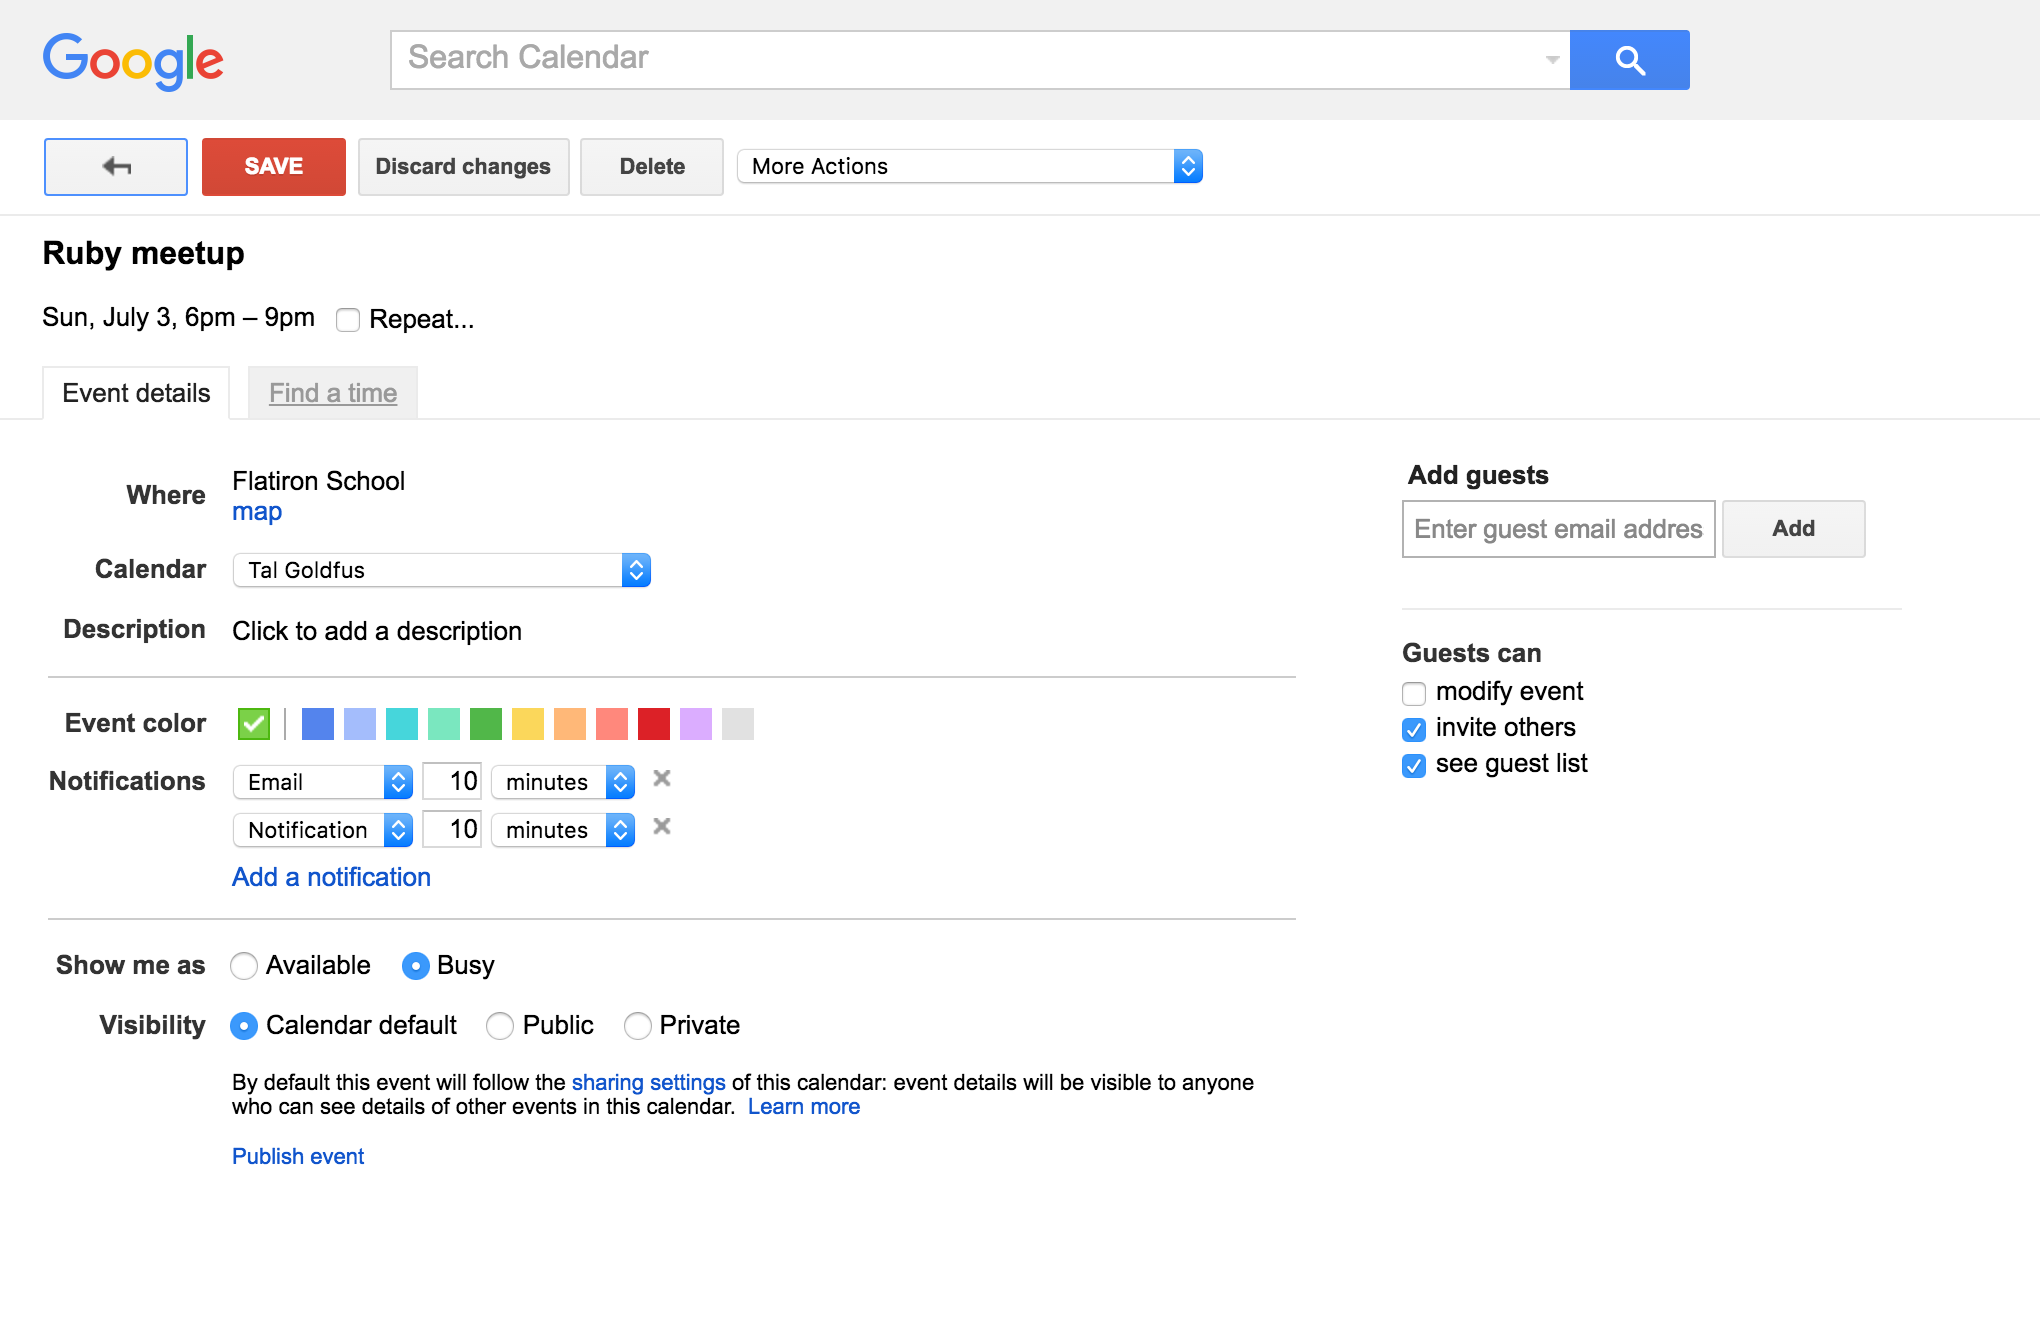 Google
Search Calendar
SAVE Discard changes Delete More Actions
Ruby meetup
Sun, July 3, 6pm – 9pm Repeat...
Event details Find a time
Where Flatiron School
map
Calendar Tal Goldfus
Description Click to add a description
Event color
Notifications Email 10 minutes
Notification 10 minutes
Add a notification
Show me as Available Busy
Visibility Calendar default Public Private
By default this event will follow the sharing settings of this calendar: event details will be visible to anyone
who can see details of other events in this calendar. Learn more
Publish event
Add guests
Enter guest email addres Add
Guests can
modify event
invite others
see guest list